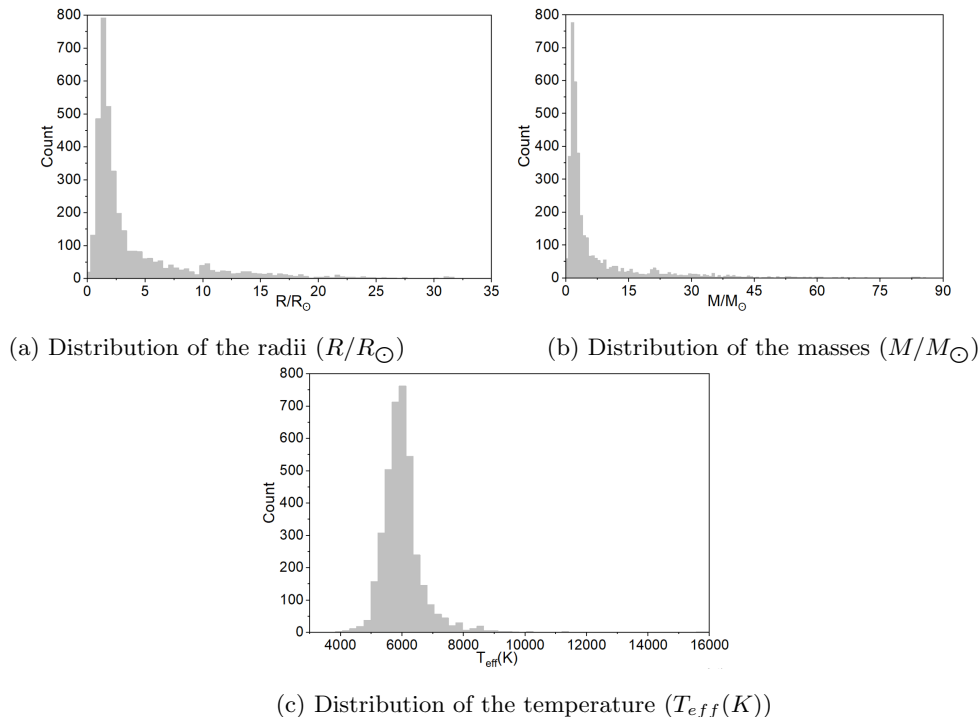 800
700
600
500
400
300
200
100
0
Count
0 5 10 15 20 25 30 35
R/R☉
800
700
600
500
400
300
200
100
0
Count
0 15 30 45 60 75 90
M/M☉
(a) Distribution of the radii (R/R☉)
(b) Distribution of the masses (M/M☉)
800
700
600
500
400
300
200
100
0
Count
4000 6000 8000 10000 12000 14000 16000
T_eff(K)
(c) Distribution of the temperature (T_eff(K))